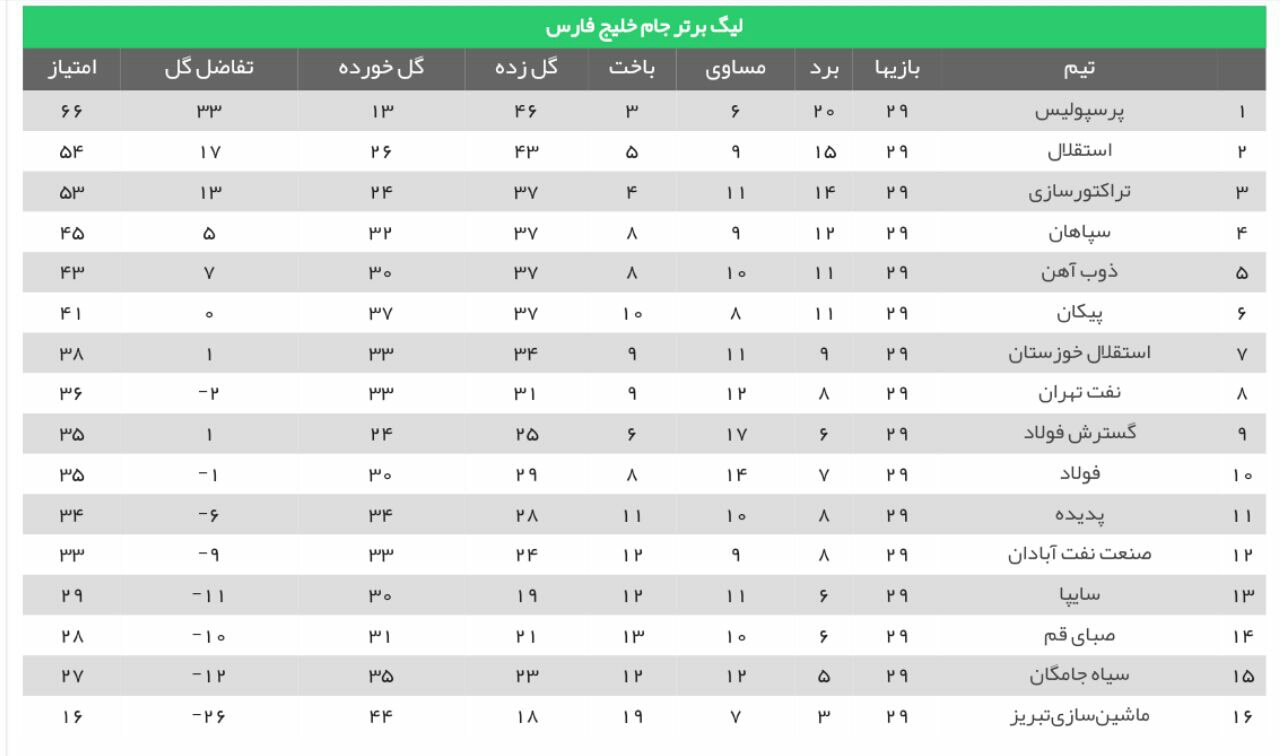 لیگ برتر جام خلیج فارس
تیم بازیها برد مساوی باخت گل زده گل خورده تفاضل گل امتیاز
۱ پرسپولیس ۲۹ ۲۰ ۶ ۳ ۴۶ ۱۳ ۳۳ ۶۶
۲ استقلال ۲۹ ۱۵ ۹ ۵ ۴۳ ۲۶ ۱۷ ۵۴
۳ تراکتورسازی ۲۹ ۱۴ ۱۱ ۴ ۳۷ ۲۴ ۱۳ ۵۳
۴ سپاهان ۲۹ ۱۲ ۹ ۸ ۳۷ ۳۲ ۵ ۴۵
۵ ذوب آهن ۲۹ ۱۱ ۱۰ ۸ ۳۷ ۳۰ ۷ ۴۳
۶ پیکان ۲۹ ۱۱ ۸ ۱۰ ۳۷ ۳۷ ۰ ۴۱
۷ استقلال خوزستان ۲۹ ۹ ۱۱ ۹ ۳۴ ۳۳ ۱ ۳۸
۸ نفت تهران ۲۹ ۸ ۱۲ ۹ ۳۱ ۳۳ -۲ ۳۶
۹ گسترش فولاد ۲۹ ۶ ۱۷ ۶ ۲۵ ۲۴ ۱ ۳۵
۱۰ فولاد ۲۹ ۷ ۱۴ ۸ ۲۹ ۳۰ -۱ ۳۵
۱۱ پدیده ۲۹ ۸ ۱۰ ۱۱ ۲۸ ۳۴ -۶ ۳۴
۱۲ صنعت نفت آبادان ۲۹ ۸ ۹ ۱۲ ۲۴ ۳۳ -۹ ۳۳
۱۳ سایپا ۲۹ ۶ ۱۱ ۱۲ ۱۹ ۳۰ -۱۱ ۲۹
۱۴ صبای قم ۲۹ ۶ ۱۰ ۱۳ ۲۱ ۳۱ -۱۰ ۲۸
۱۵ سیاه جامگان ۲۹ ۵ ۱۲ ۱۲ ۲۳ ۳۵ -۱۲ ۲۷
۱۶ ماشین‌سازی‌تبریز ۲۹ ۳ ۷ ۱۹ ۱۸ ۴۴ -۲۶ ۱۶